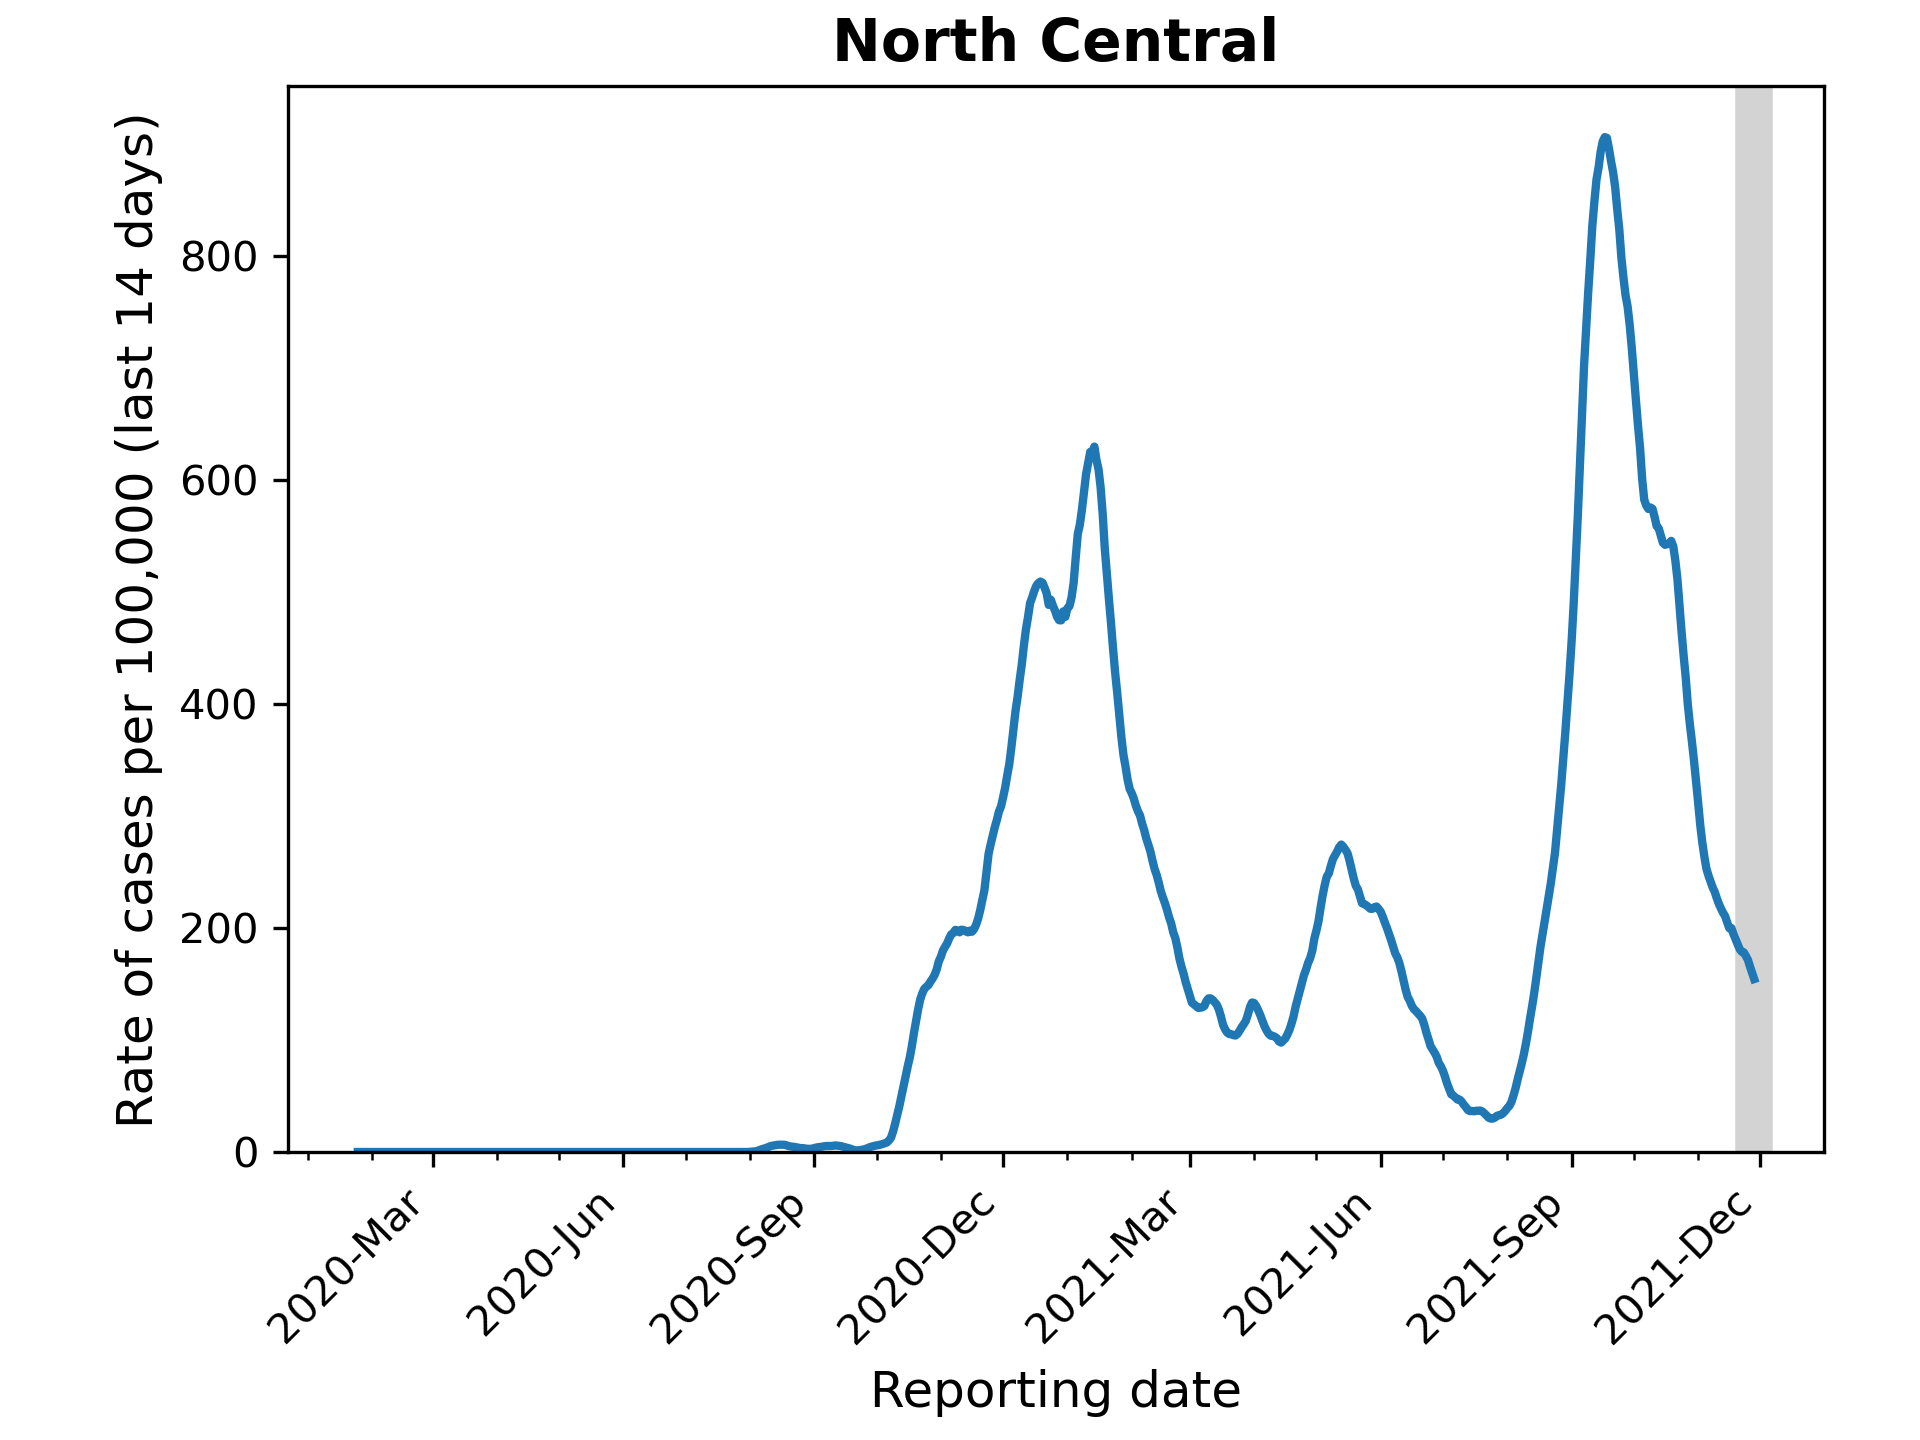 North Central
Rate of cases per 100,000 (last 14 days)
800
600
400
200
0
2020-Mar
2020-Jun
2020-Sep
2020-Dec
2021-Mar
2021-Jun
2021-Sep
2021-Dec
Reporting date